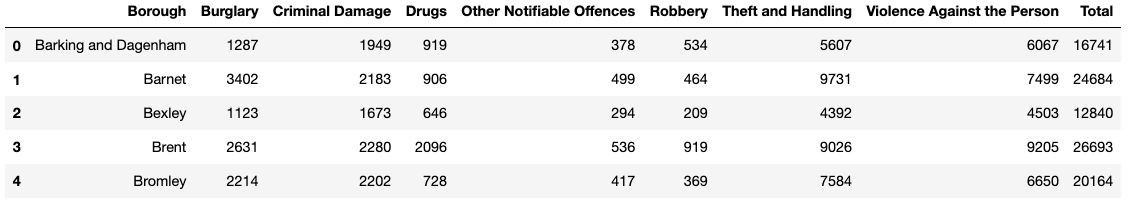 Borough Burglary Criminal Damage Drugs Other Notifiable Offences Robbery Theft and Handling Violence Against the Person Total
0 Barking and Dagenham 1287 1949 919 378 534 5607 6067 16741
1 Barnet 3402 2183 906 499 464 9731 7499 24684
2 Bexley 1123 1673 646 294 209 4392 4503 12840
3 Brent 2631 2280 2096 536 919 9026 9205 26693
4 Bromley 2214 2202 728 417 369 7584 6650 20164